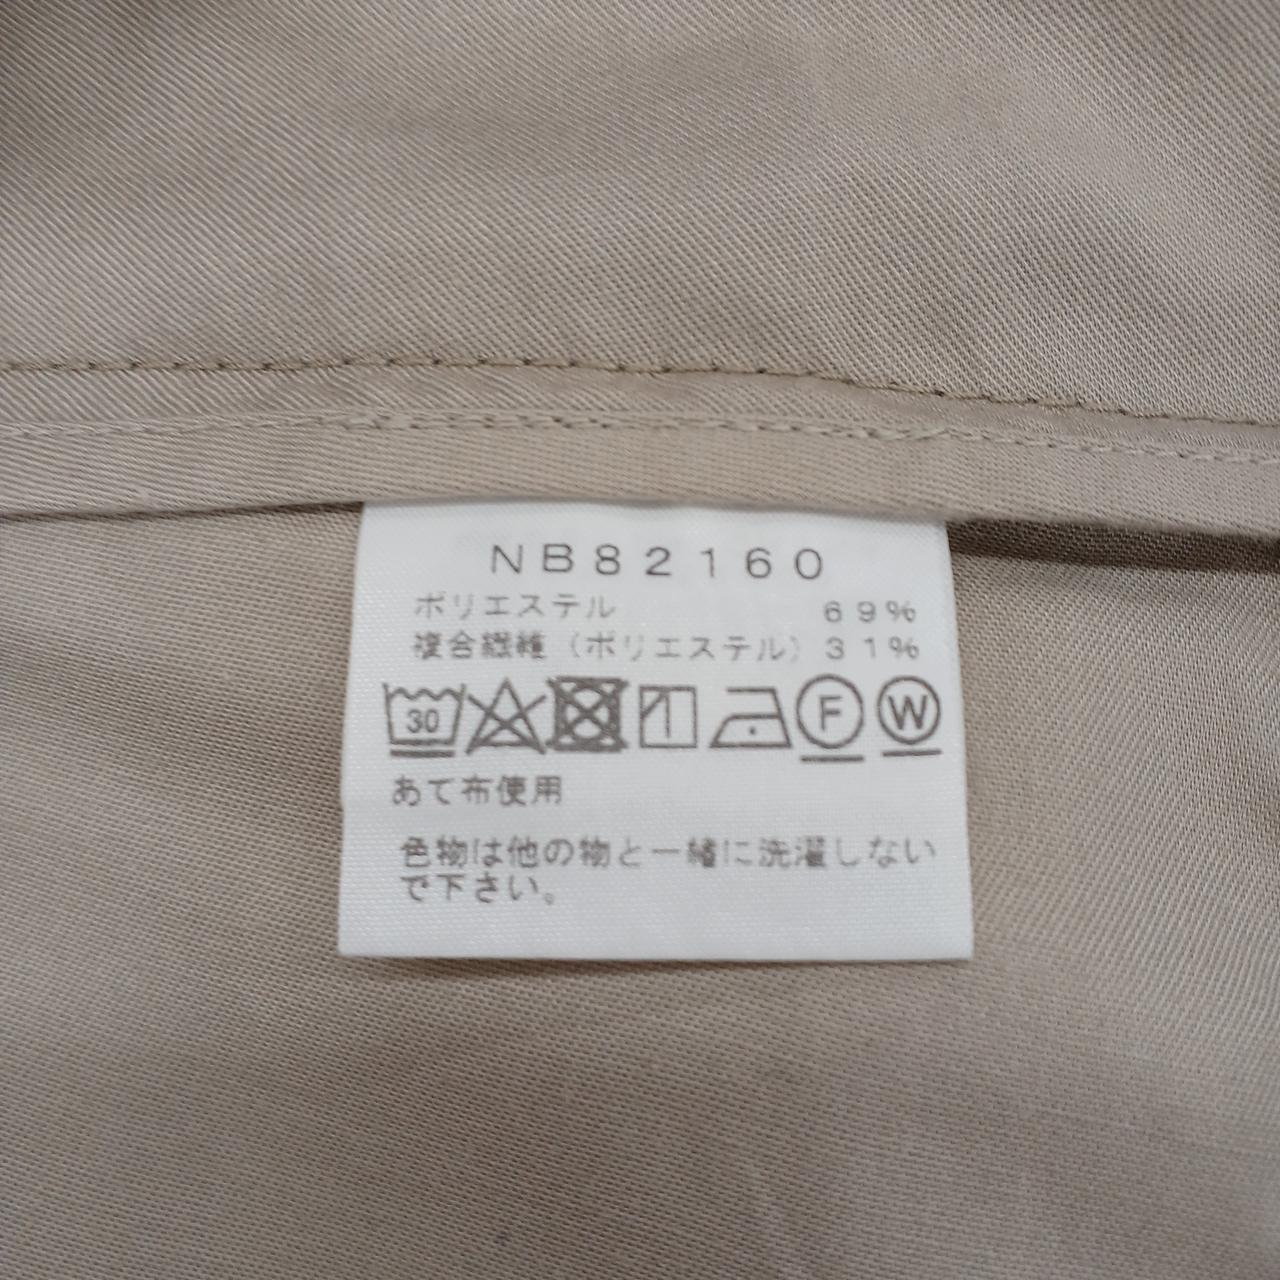 NB82160
ポリエステル 69%
複合繊維(ポリエステル)31%
30 F W
あて布使用
色物は他の物と一緒に洗濯しない
で下さい。